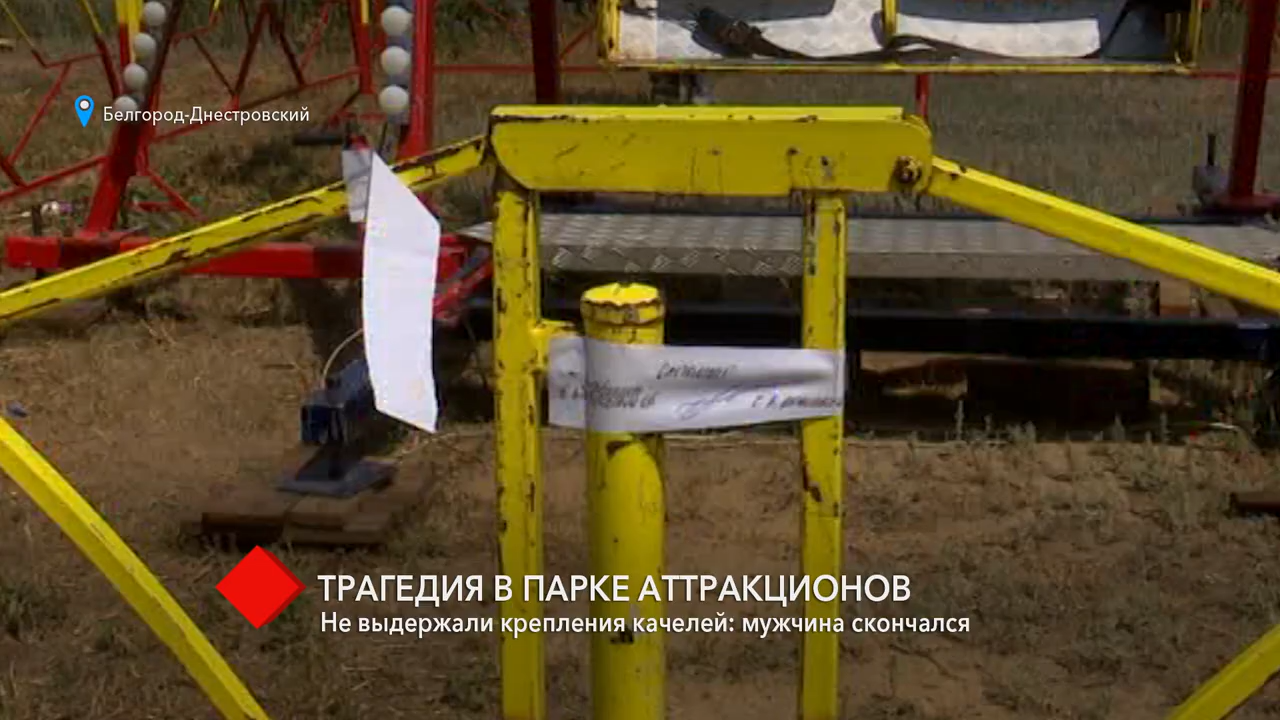 Белгород-Днестровский
ТРАГЕДИЯ В ПАРКЕ АТТРАКЦИОНОВ
Не выдержали крепления качелей: мужчина скончался